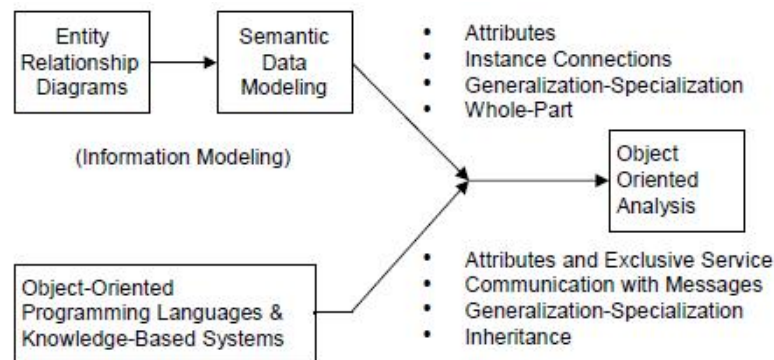 Entity
Relationship
Diagrams
Semantic
Data
Modeling
• Attributes
• Instance Connections
• Generalization-Specialization
• Whole-Part
(Information Modeling)
Object
Oriented
Analysis
Object-Oriented
Programming Languages &
Knowledge-Based Systems
• Attributes and Exclusive Service
• Communication with Messages
• Generalization-Specialization
• Inheritance